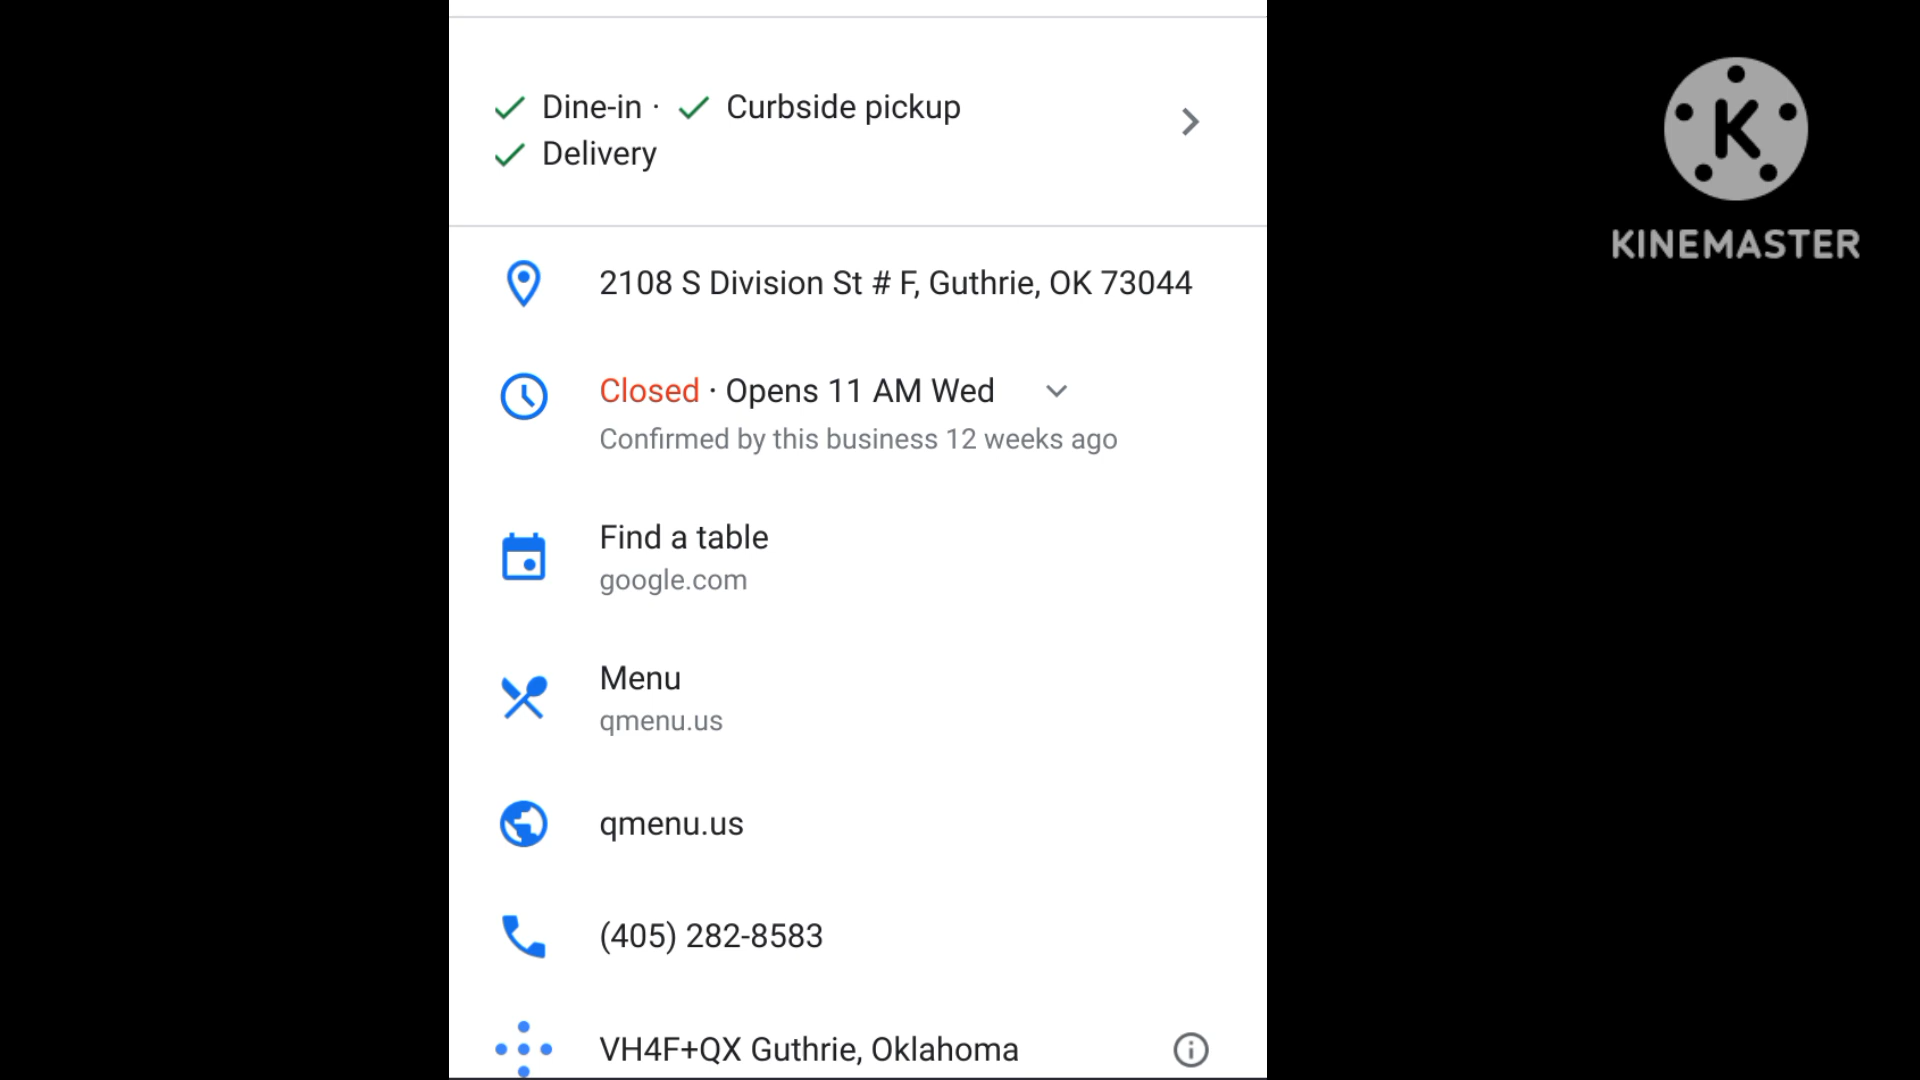 Dine-in · Curbside pickup
Delivery
K
KINEMASTER
2108 S Division St # F, Guthrie, OK 73044
Closed · Opens 11 AM Wed
Confirmed by this business 12 weeks ago
Find a table
google.com
Menu
qmenu.us
qmenu.us
(405) 282-8583
VH4F+QX Guthrie, Oklahoma